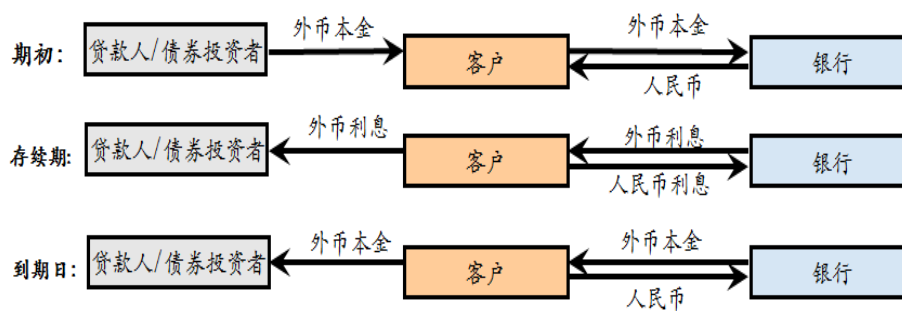 外币本金
外币本金
期初：
贷款人/债券投资者
客户
银行
人民币
外币利息
外币利息
存续期:
贷款人/债券投资者
客户
银行
人民币利息
外币本金
外币本金
到期日:
贷款人/债券投资者
客户
银行
人民币